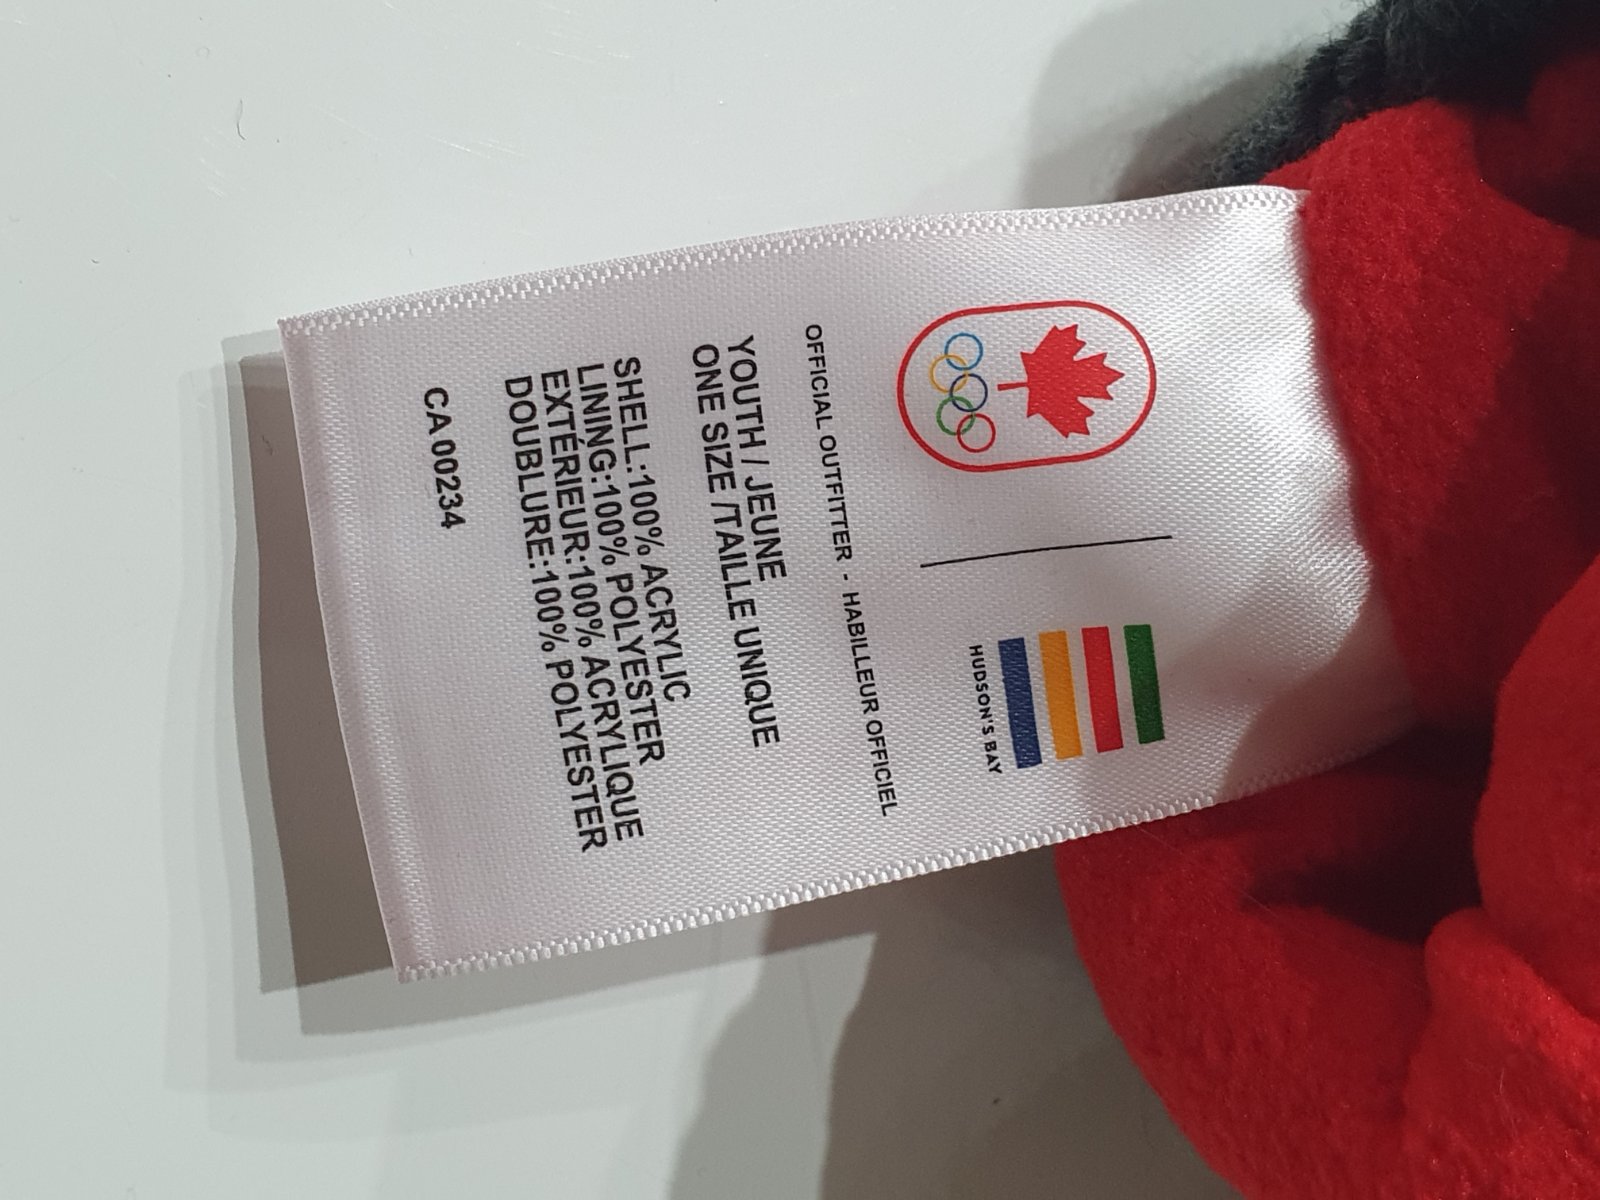 HUDSON'S BAY
OFFICIAL OUTFITTER - HABILLEUR OFFICIEL
YOUTH / JEUNE
ONE SIZE /TAILLE UNIQUE
SHELL:100% ACRYLIC
LINING:100% POLYESTER
EXTÉRIEUR:100% ACRYLIQUE
DOUBLURE:100% POLYESTER
CA 00234